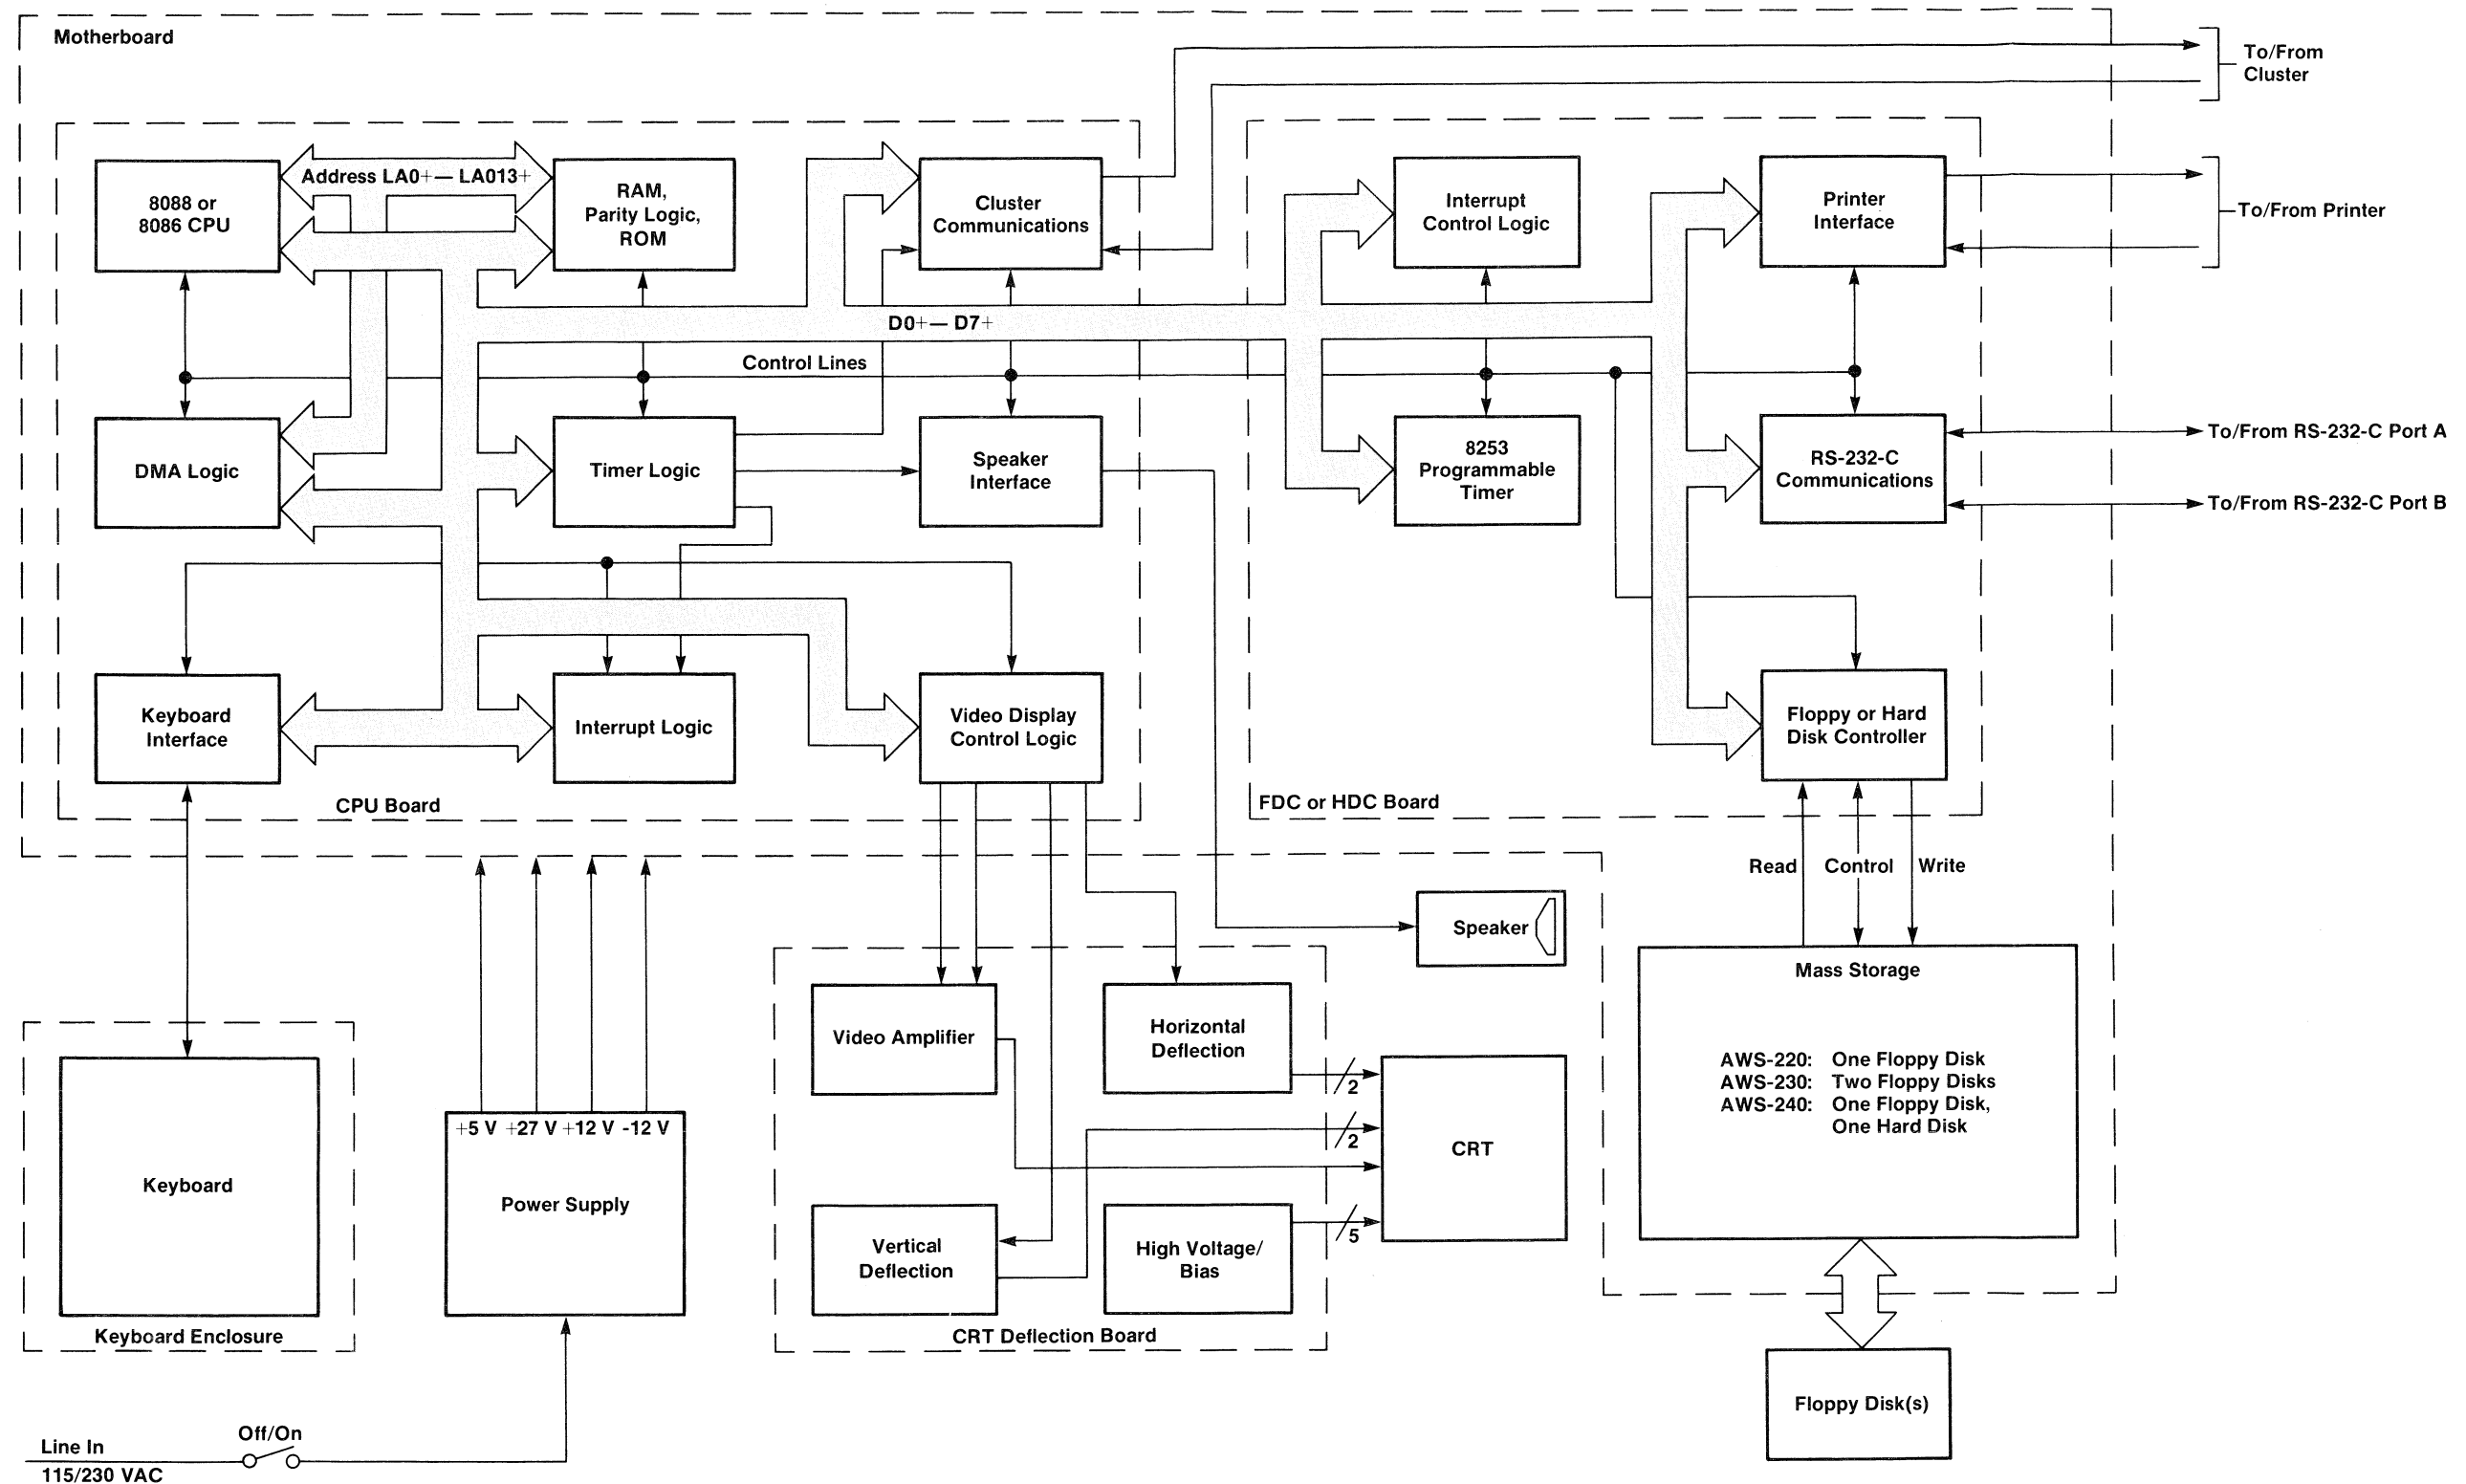 Motherboard
To/From
Cluster
8088 or
8086 CPU
Address LA0+— LA013+
RAM,
Parity Logic,
ROM
Cluster
Communications
Interrupt
Control Logic
Printer
Interface
To/From Printer
D0+— D7+
Control Lines
DMA Logic
Timer Logic
Speaker
Interface
8253
Programmable
Timer
RS-232-C
Communications
To/From RS-232-C Port A
To/From RS-232-C Port B
Keyboard
Interface
Interrupt Logic
Video Display
Control Logic
Floppy or Hard
Disk Controller
CPU Board
FDC or HDC Board
Read
Control
Write
Speaker
Mass Storage
AWS-220: One Floppy Disk
AWS-230: Two Floppy Disks
AWS-240: One Floppy Disk,
One Hard Disk
Video Amplifier
Horizontal
Deflection
2
2
CRT
5
Vertical
Deflection
High Voltage/
Bias
CRT Deflection Board
+5 V +27 V +12 V -12 V
Power Supply
Keyboard
Keyboard Enclosure
Floppy Disk(s)
Off/On
Line In
115/230 VAC